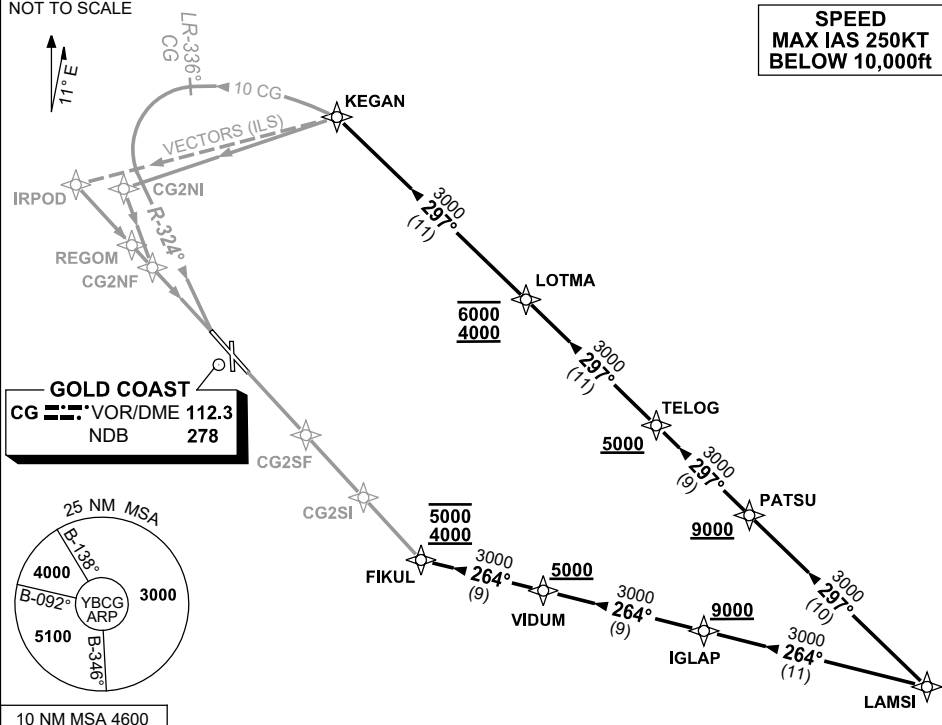 NOT TO SCALE
SPEED
MAX IAS 250KT
BELOW 10,000ft
11° E
LR-336°
CG
10 CG
KEGAN
VECTORS (ILS)
IRPOD
CG2NI
R-324°
REGOM
CG2NF
3000
297°
(11)
LOTMA
6000
4000
3000
297°
(11)
TELOG
5000
3000
297°
(9)
PATSU
9000
3000
297°
(10)
GOLD COAST
CG VOR/DME 112.3
NDB 278
CG2SF
CG2SI
5000
4000
FIKUL
3000
264°
(9)
5000
VIDUM
3000
264°
(9)
9000
IGLAP
3000
264°
(11)
LAMSI
25 NM MSA
B-138°
4000
B-092°
YBCG
ARP
3000
5100
B-346°
10 NM MSA 4600